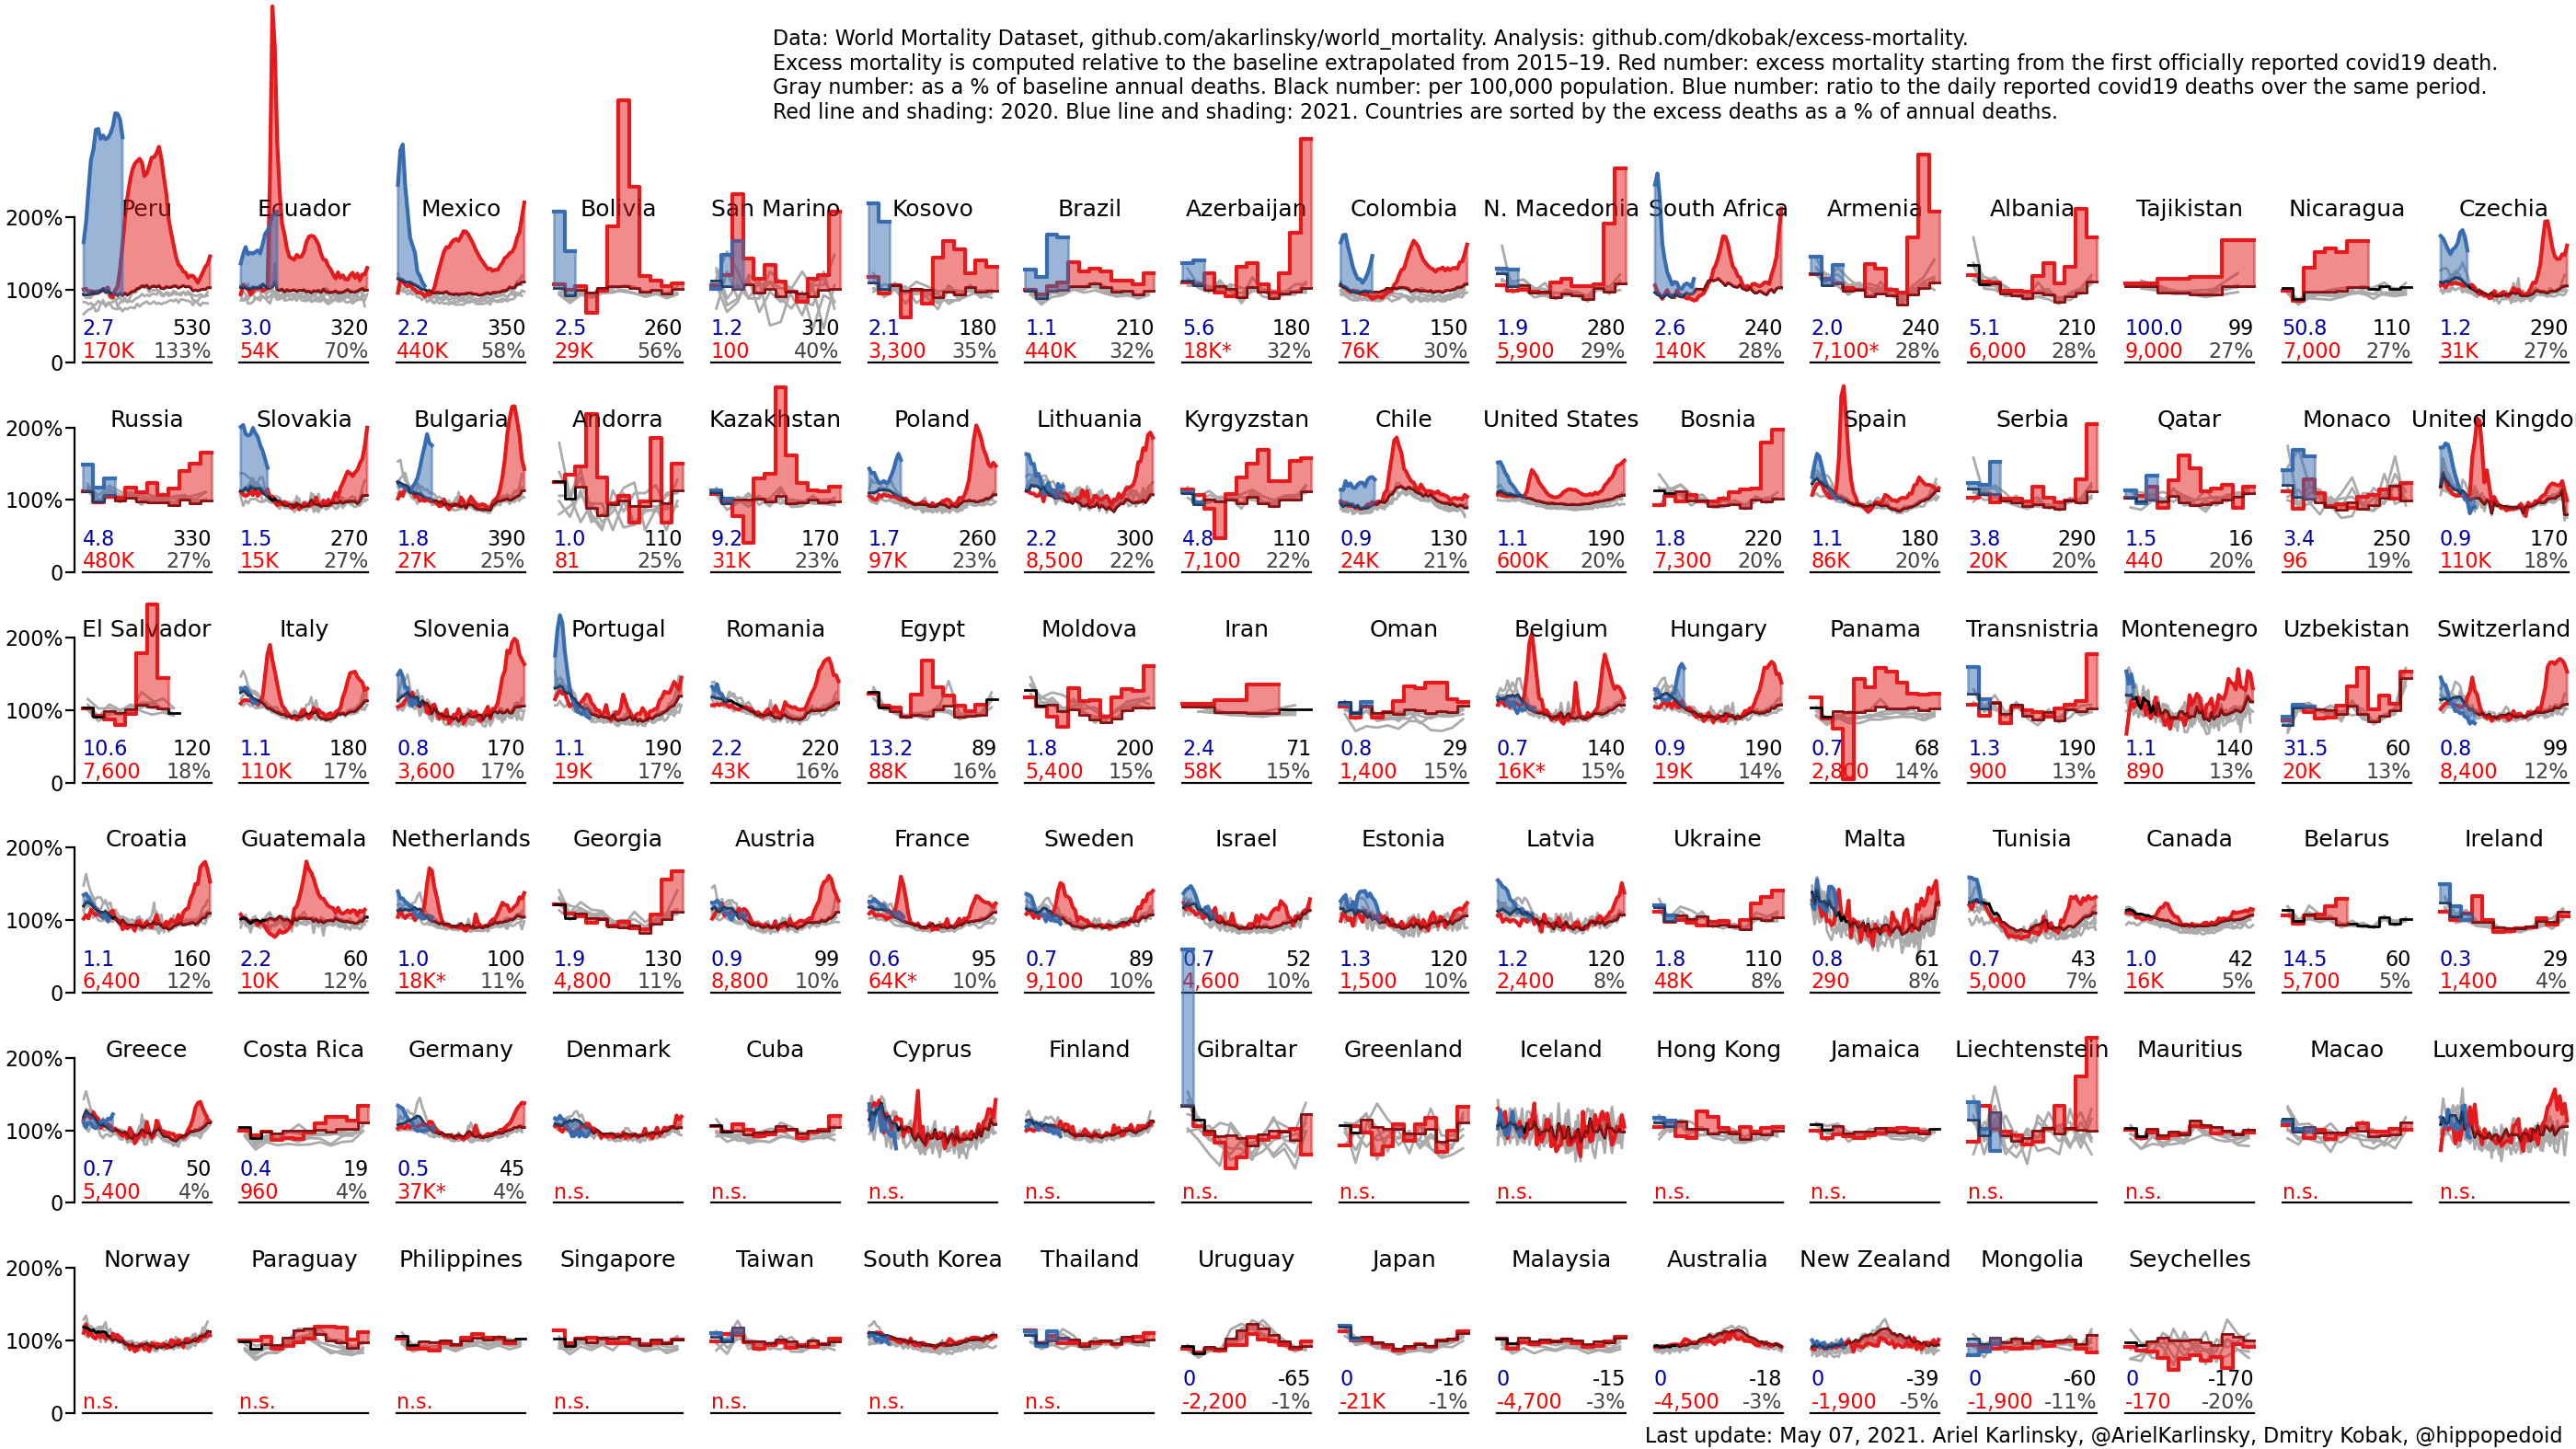 Data: World Mortality Dataset, github.com/akarlinsky/world_mortality. Analysis: github.com/dkobak/excess-mortality.
Excess mortality is computed relative to the baseline extrapolated from 2015–19. Red number: excess mortality starting from the first officially reported covid19 death.
Gray number: as a % of baseline annual deaths. Black number: per 100,000 population. Blue number: ratio to the daily reported covid19 deaths over the same period.
Red line and shading: 2020. Blue line and shading: 2021. Countries are sorted by the excess deaths as a % of annual deaths.
Peru Ecuador Mexico Bolivia San Marino Kosovo Brazil Azerbaijan Colombia N. Macedonia South Africa Armenia Albania Tajikistan Nicaragua Czechia
200%
100%
2.7 530 3.0 320 2.2 350 2.5 260 1.2 310 2.1 180 1.1 210 5.6 180 1.2 150 1.9 280 2.6 240 2.0 240 5.1 210 100.0 99 50.8 110 1.2 290
0 170K 133% 54K 70% 440K 58% 29K 56% 100 40% 3,300 35% 440K 32% 18K* 32% 76K 30% 5,900 29% 140K 28% 7,100* 28% 6,000 28% 9,000 27% 7,000 27% 31K 27%
Russia Slovakia Bulgaria Andorra Kazakhstan Poland Lithuania Kyrgyzstan Chile United States Bosnia Spain Serbia Qatar Monaco United Kingdo
200%
100%
4.8 330 1.5 270 1.8 390 1.0 110 9.2 170 1.7 260 2.2 300 4.8 110 0.9 130 1.1 190 1.8 220 1.1 180 3.8 290 1.5 16 3.4 250 0.9 170
0 480K 27% 15K 27% 27K 25% 81 25% 31K 23% 97K 23% 8,500 22% 7,100 22% 24K 21% 600K 20% 7,300 20% 86K 20% 20K 20% 440 20% 96 19% 110K 18%
El Salvador Italy Slovenia Portugal Romania Egypt Moldova Iran Oman Belgium Hungary Panama Transnistria Montenegro Uzbekistan Switzerland
200%
100%
10.6 120 1.1 180 0.8 170 1.1 190 2.2 220 13.2 89 1.8 200 2.4 71 0.8 29 0.7 140 0.9 190 0.7 68 1.3 190 1.1 140 31.5 60 0.8 99
0 7,600 18% 110K 17% 3,600 17% 19K 17% 43K 16% 88K 16% 5,400 15% 58K 15% 1,400 15% 16K* 15% 19K 14% 2,800 14% 900 13% 890 13% 20K 13% 8,400 12%
Croatia Guatemala Netherlands Georgia Austria France Sweden Israel Estonia Latvia Ukraine Malta Tunisia Canada Belarus Ireland
200%
100%
1.1 160 2.2 60 1.0 100 1.9 130 0.9 99 0.6 95 0.7 89 0.7 52 1.3 120 1.2 120 1.8 110 0.8 61 0.7 43 1.0 42 14.5 60 0.3 29
0 6,400 12% 10K 12% 18K* 11% 4,800 11% 8,800 10% 64K* 10% 9,100 10% 4,600 10% 1,500 10% 2,400 8% 48K 8% 290 8% 5,000 7% 16K 5% 5,700 5% 1,400 4%
Greece Costa Rica Germany Denmark Cuba Cyprus Finland Gibraltar Greenland Iceland Hong Kong Jamaica Liechtenstein Mauritius Macao Luxembourg
200%
100%
0.7 50 0.4 19 0.5 45
0 5,400 4% 960 4% 37K* 4% n.s. n.s. n.s. n.s. n.s. n.s. n.s. n.s. n.s. n.s. n.s. n.s. n.s.
Norway Paraguay Philippines Singapore Taiwan South Korea Thailand Uruguay Japan Malaysia Australia New Zealand Mongolia Seychelles
200%
100%
0 -65 0 -16 0 -15 0 -18 0 -39 0 -60 0 -170
0 n.s. n.s. n.s. n.s. n.s. n.s. n.s. -2,200 -1% -21K -1% -4,700 -3% -4,500 -3% -1,900 -5% -1,900 -11% -170 -20%
Last update: May 07, 2021. Ariel Karlinsky, @ArielKarlinsky, Dmitry Kobak, @hippopedoid